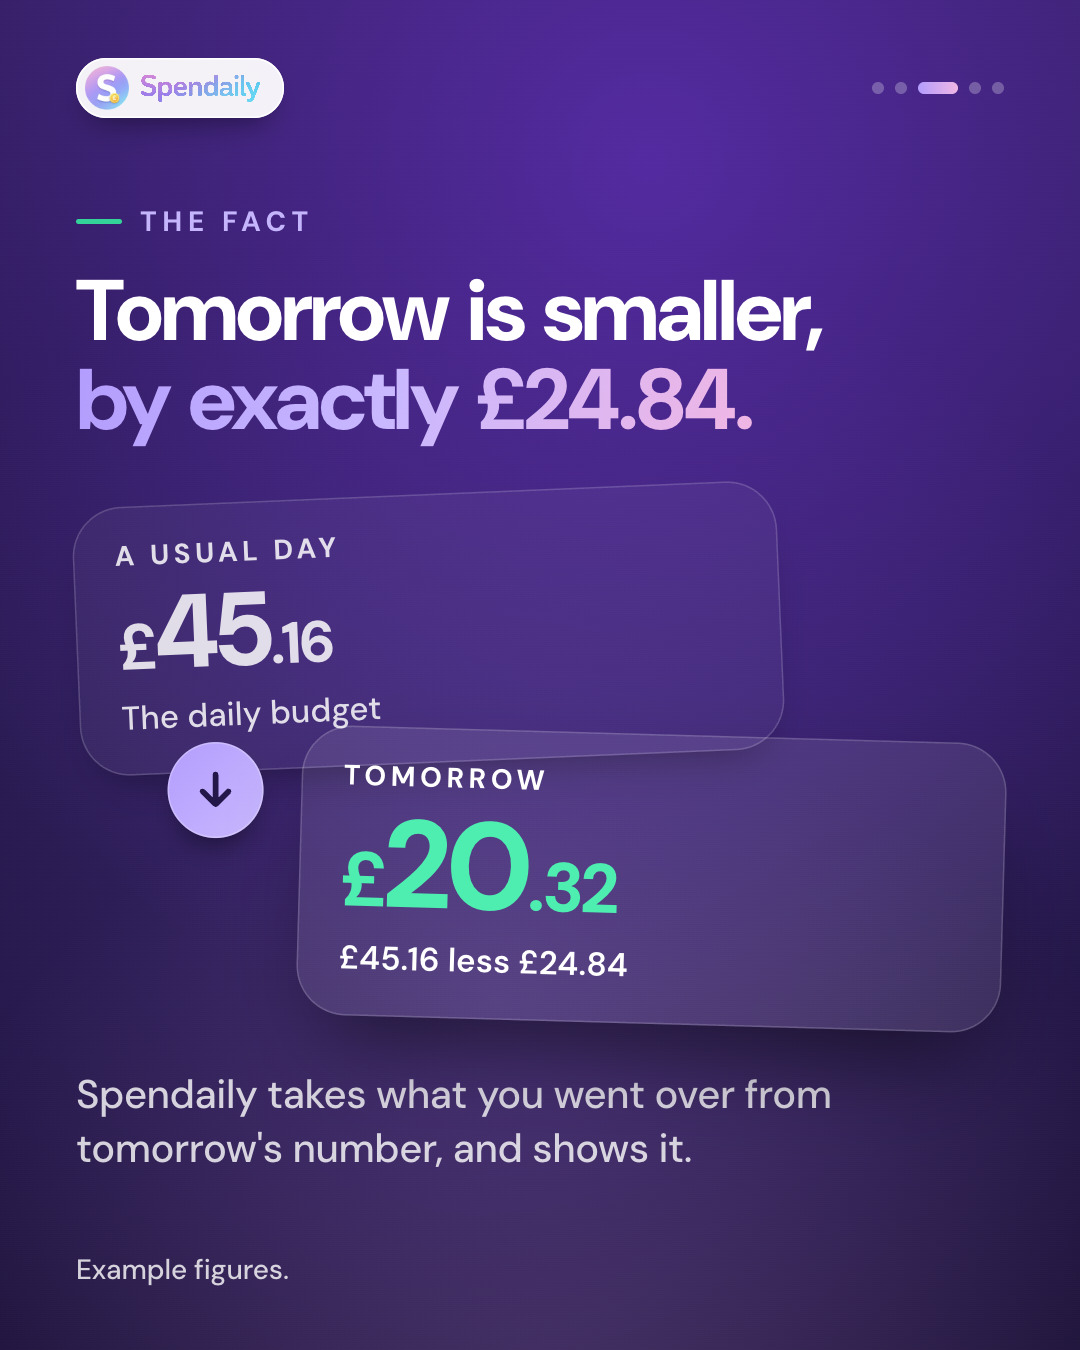 Spendaily
THE FACT
Tomorrow is smaller,
by exactly £24.84.
A USUAL DAY
£45.16
The daily budget
TOMORROW
£20.32
£45.16 less £24.84
Spendaily takes what you went over from
tomorrow's number, and shows it.
Example figures.